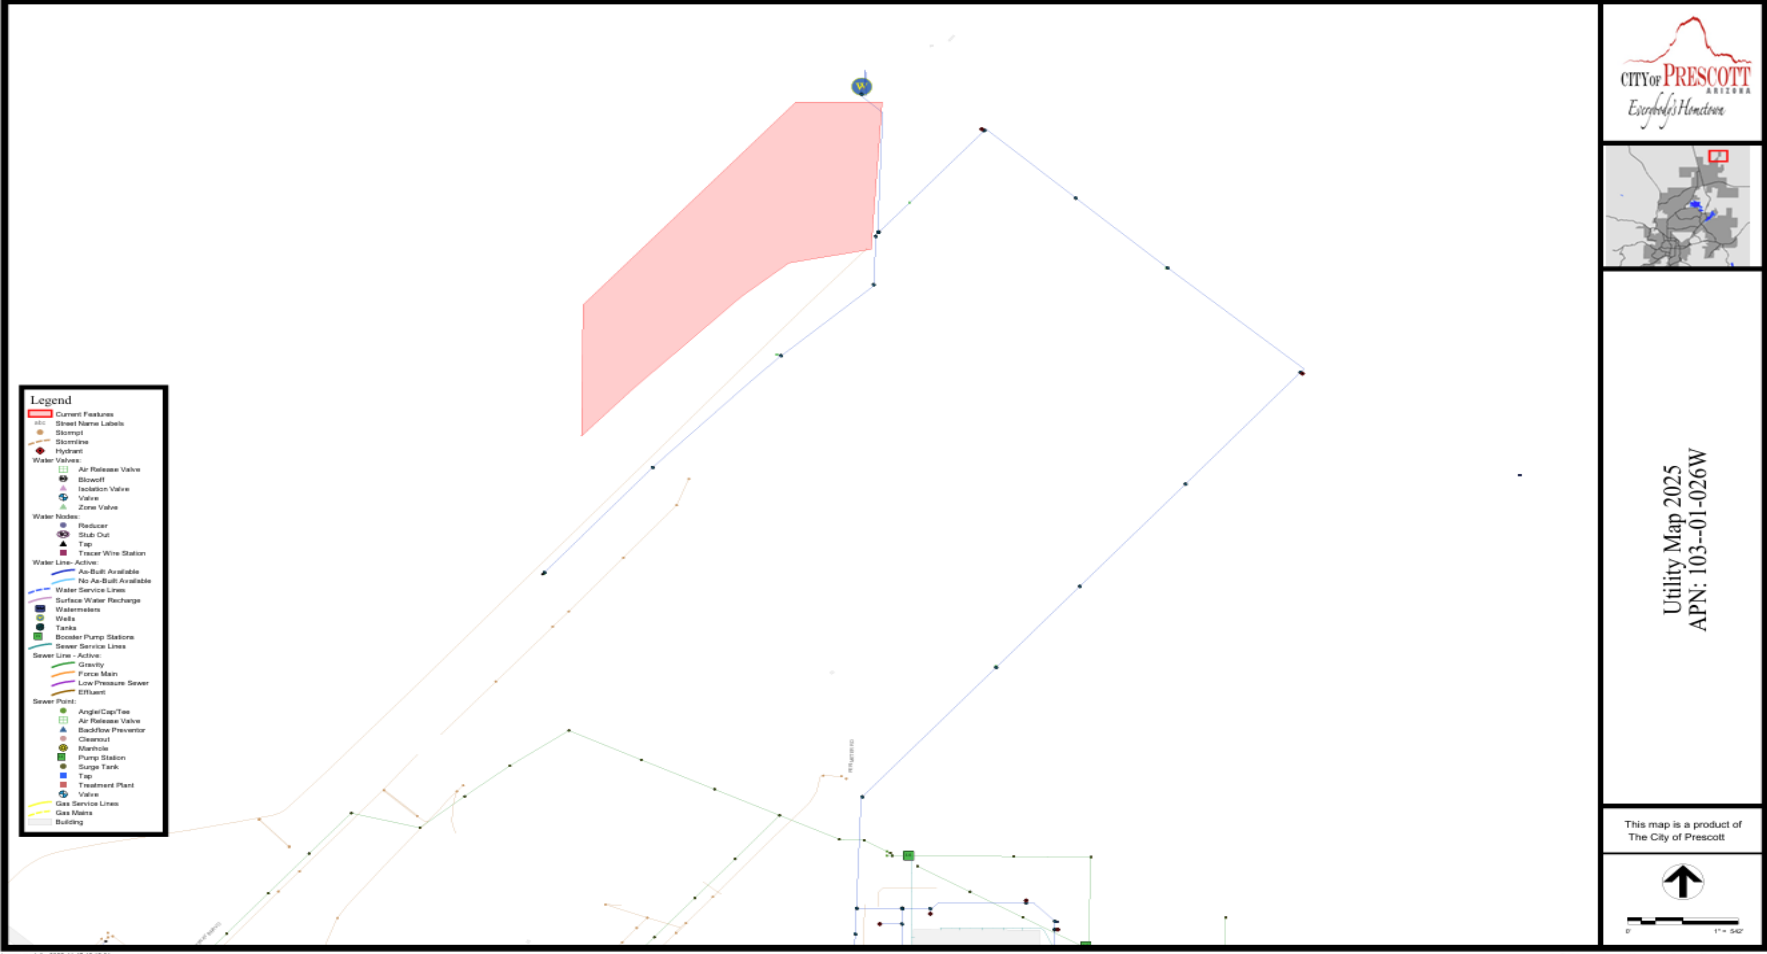 W
CITY OF PRESCOTT
ARIZONA
Everybody's Hometown
Legend
Current Features
abc Street Name Labels
Stormpt
Stormline
Hydrant
Water Valves:
Air Release Valve
Blowoff
Isolation Valve
Valve
Zone Valve
Water Nodes:
Reducer
Stub Out
Tap
Tracer Wire Station
Water Line- Active:
As-Built Available
No As-Built Available
Water Service Lines
Surface Water Recharge
Watermeters
Wells
Tanks
Booster Pump Stations
Sewer Service Lines
Sewer Line - Active:
Gravity
Force Main
Low Pressure Sewer
Effluent
Sewer Point:
Angle/Cap/Tee
Air Release Valve
Backflow Preventor
Cleanout
Manhole
Pump Station
Surge Tank
Tap
Treatment Plant
Valve
Gas Service Lines
Gas Mains
Building
Utility Map 2025
APN: 103--01-026W
This map is a product of
The City of Prescott
0' 1" = 542'